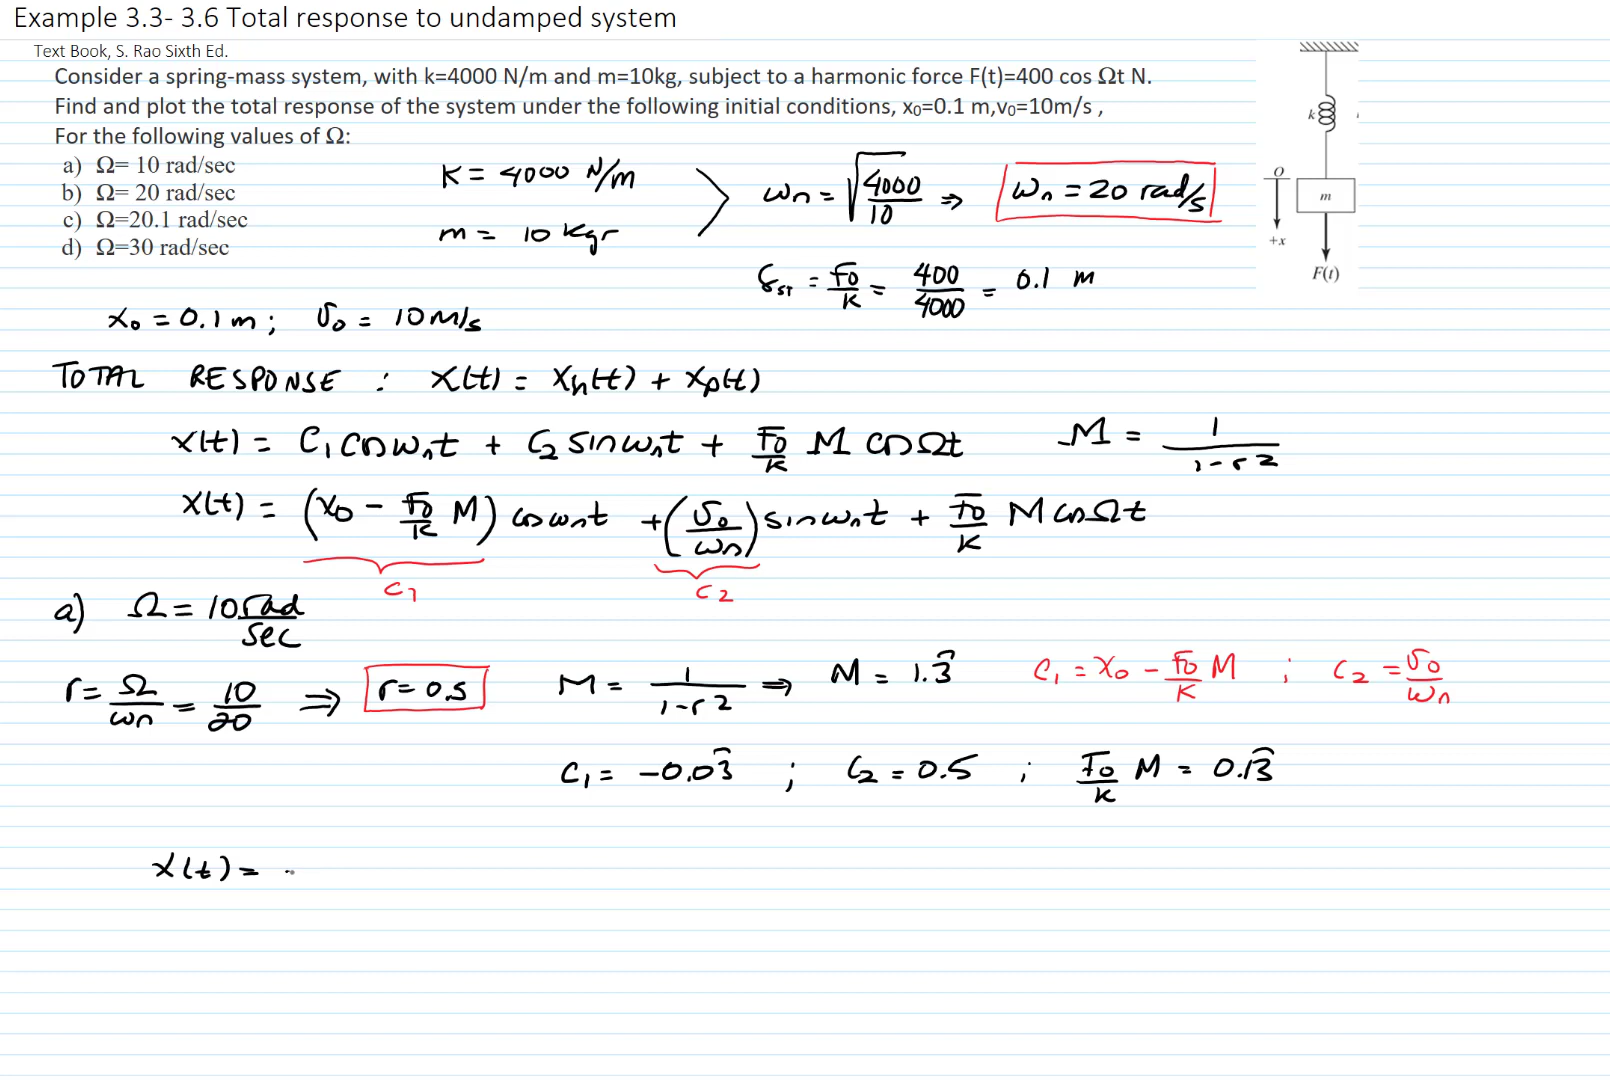 Example 3.3- 3.6 Total response to undamped system
Text Book, S. Rao Sixth Ed.
Consider a spring-mass system, with k=4000 N/m and m=10kg, subject to a harmonic force F(t)=400 cos Ωt N.
Find and plot the total response of the system under the following initial conditions, x₀=0.1 m,v₀=10m/s ,
For the following values of Ω:
a) Ω= 10 rad/sec
b) Ω= 20 rad/sec
c) Ω=20.1 rad/sec
d) Ω=30 rad/sec
k
O
m
+x
F(t)
K = 4000 N/m
m = 10 Kgr
ωn = √(4000/10) ⇒ ωn = 20 rad/s
δST = F0/K = 400/4000 = 0.1 m
x0 = 0.1 m ; v0 = 10 m/s
TOTAL RESPONSE : x(t) = xh(t) + xp(t)
x(t) = C1 cos ωnt + C2 sin ωnt + F0/K M cos Ωt M = 1/(1-r2)
x(t) = (x0 - F0/K M) cos ωnt + (v0/ωn) sin ωnt + F0/K M cos Ωt
C1 C2
a) Ω = 10 rad/sec
r = Ω/ωn = 10/20 ⇒ r = 0.5 M = 1/(1-r2) ⇒ M = 1.3̂ C1 = x0 - F0/K M ; C2 = v0/ωn
C1 = -0.03̂ ; C2 = 0.5 ; F0/K M = 0.13̂
x(t) =